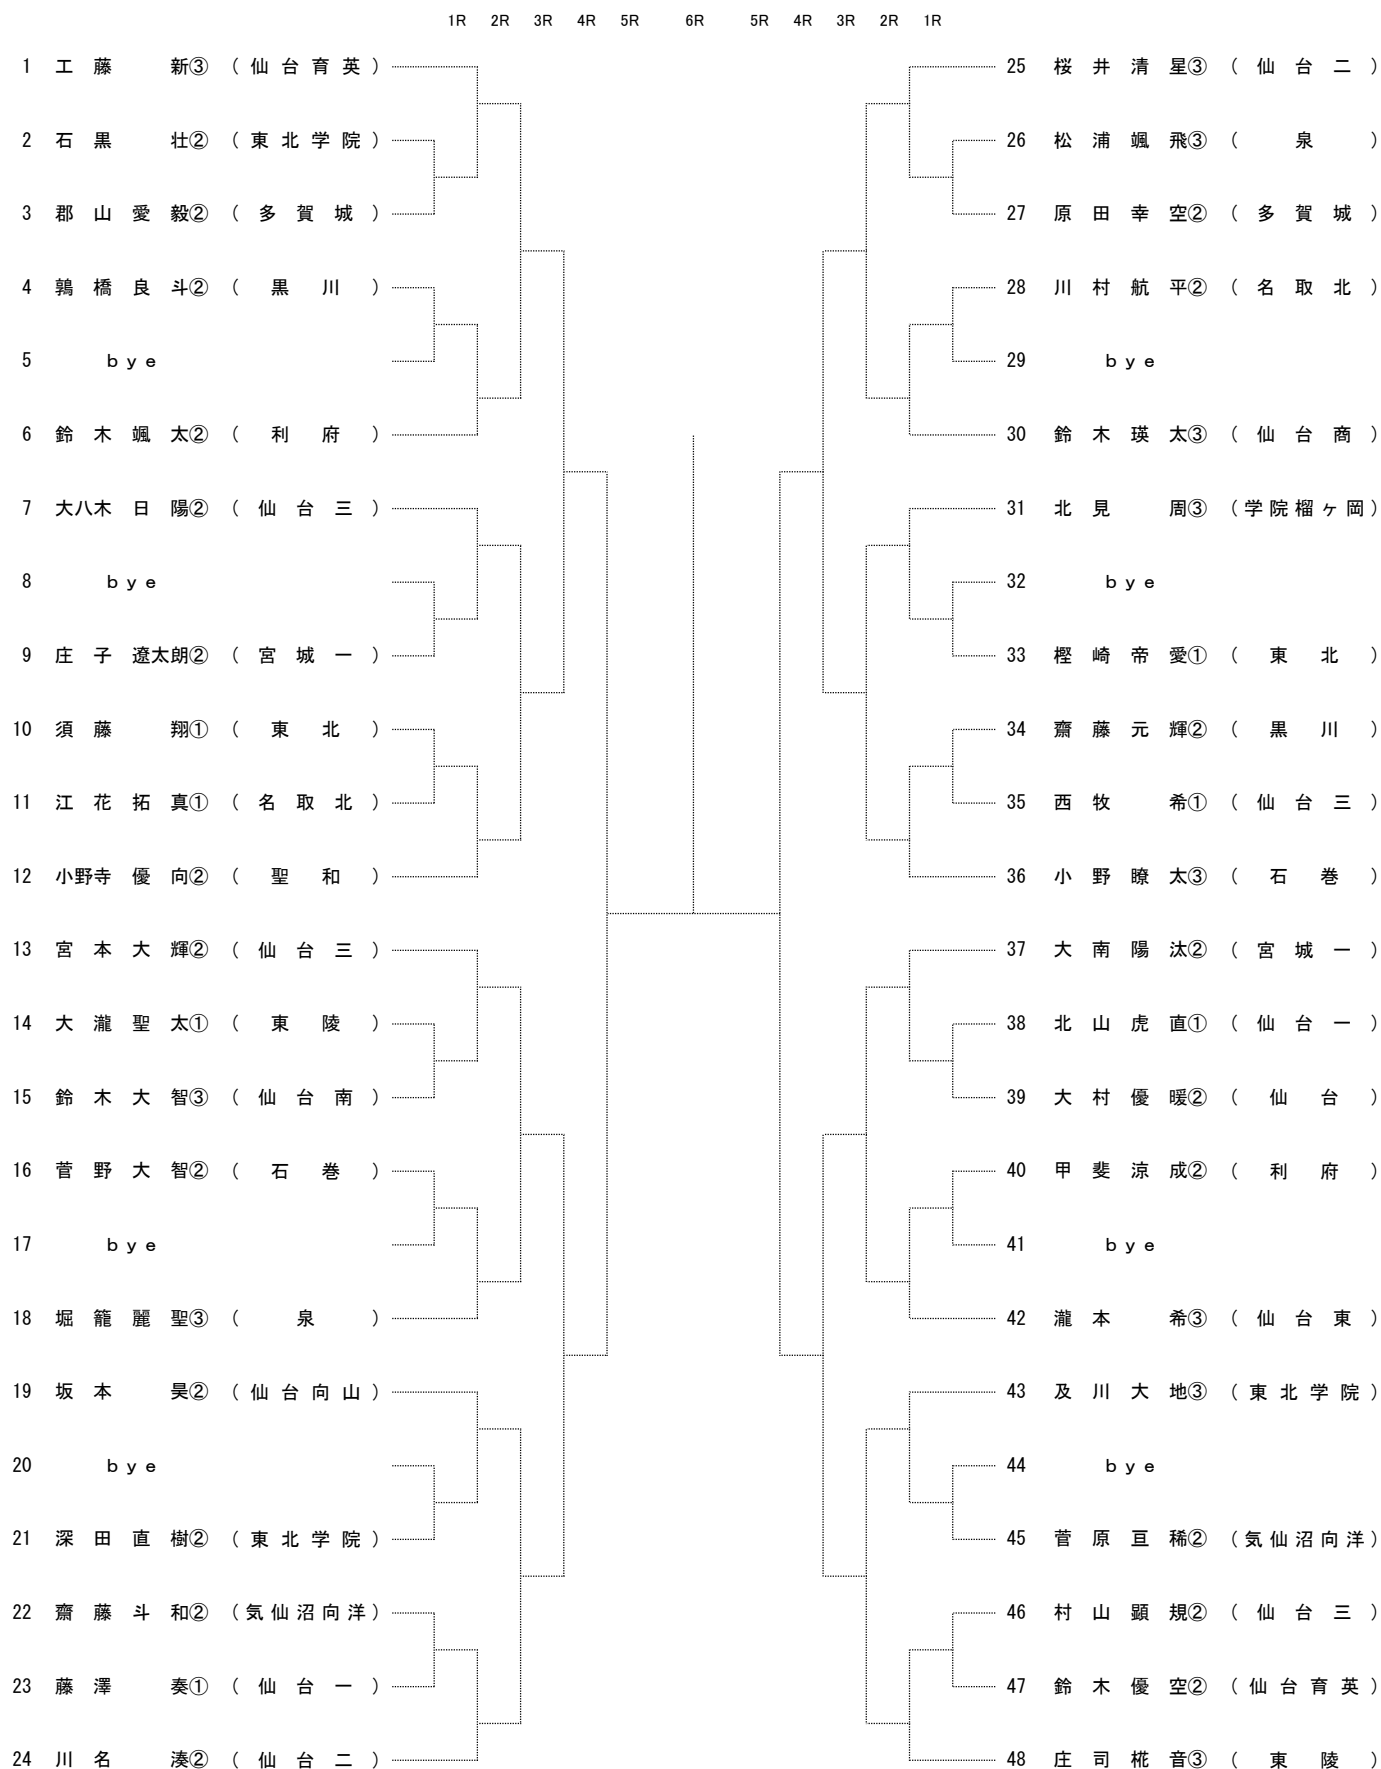 1R 2R 3R 4R 5R 6R 5R 4R 3R 2R 1R
1 工藤 新③ (仙台育英)
2 石黒 壮② (東北学院)
3 郡山愛毅② (多賀城)
4 鶉橋良斗② (黒川)
5 bye
6 鈴木颯太② (利府)
7 大八木日陽② (仙台三)
8 bye
9 庄子遼太朗② (宮城一)
10 須藤 翔① (東北)
11 江花拓真① (名取北)
12 小野寺優向② (聖和)
13 宮本大輝② (仙台三)
14 大瀧聖太① (東陵)
15 鈴木大智③ (仙台南)
16 菅野大智② (石巻)
17 bye
18 堀籠麗聖③ (泉)
19 坂本 昊② (仙台向山)
20 bye
21 深田直樹② (東北学院)
22 齋藤斗和② (気仙沼向洋)
23 藤澤 奏① (仙台一)
24 川名 湊② (仙台二)
25 桜井清星③ (仙台二)
26 松浦颯飛③ (泉)
27 原田幸空② (多賀城)
28 川村航平② (名取北)
29 bye
30 鈴木瑛太③ (仙台商)
31 北見 周③ (学院榴ヶ岡)
32 bye
33 樫崎帝愛① (東北)
34 齋藤元輝② (黒川)
35 西牧 希① (仙台三)
36 小野瞭太③ (石巻)
37 大南陽汰② (宮城一)
38 北山虎直① (仙台一)
39 大村優暖② (仙台)
40 甲斐涼成② (利府)
41 bye
42 瀧本 希③ (仙台東)
43 及川大地③ (東北学院)
44 bye
45 菅原亘稀② (気仙沼向洋)
46 村山顕規② (仙台三)
47 鈴木優空② (仙台育英)
48 庄司椛音③ (東陵)